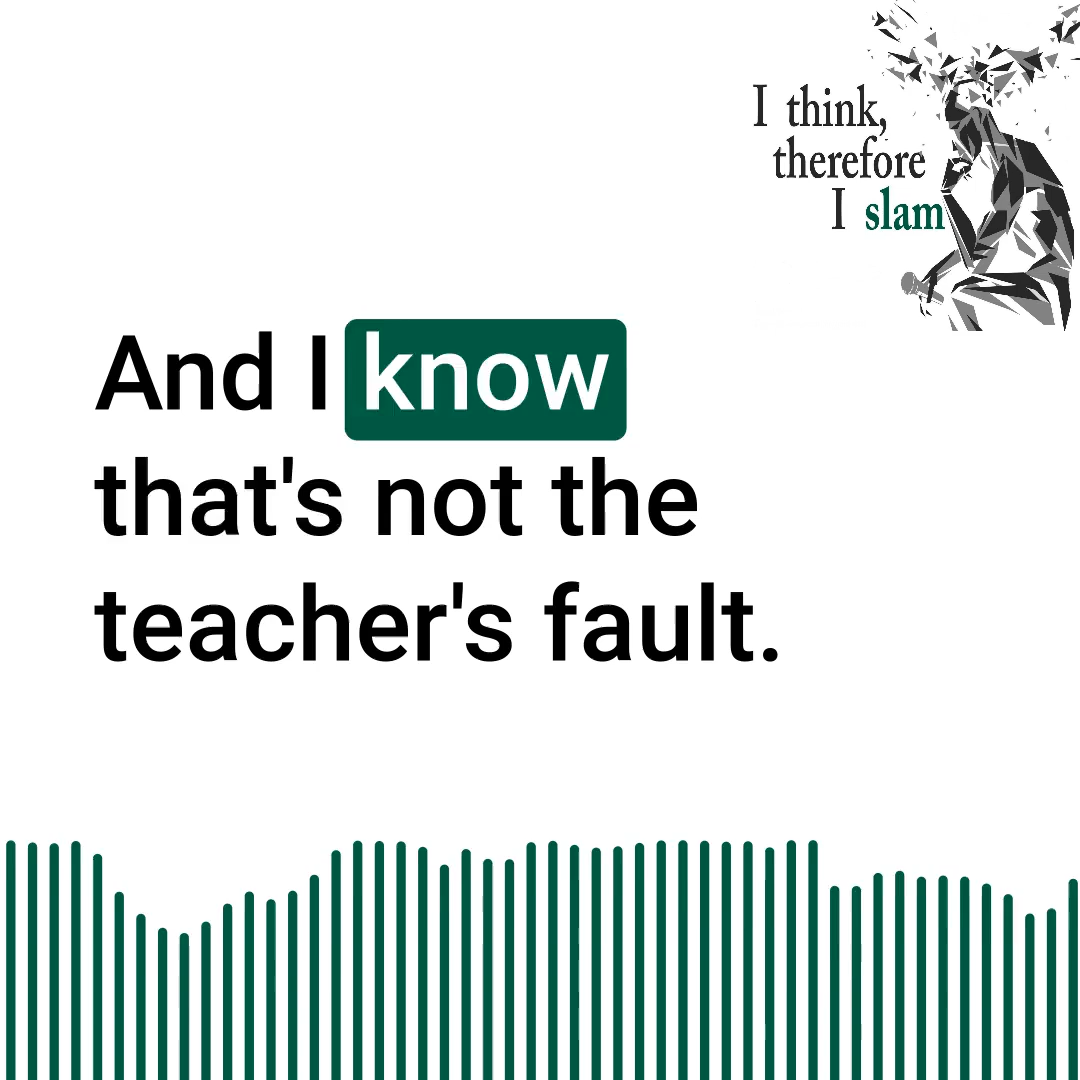 I think,
therefore
I slam
And I know
that's not the
teacher's fault.